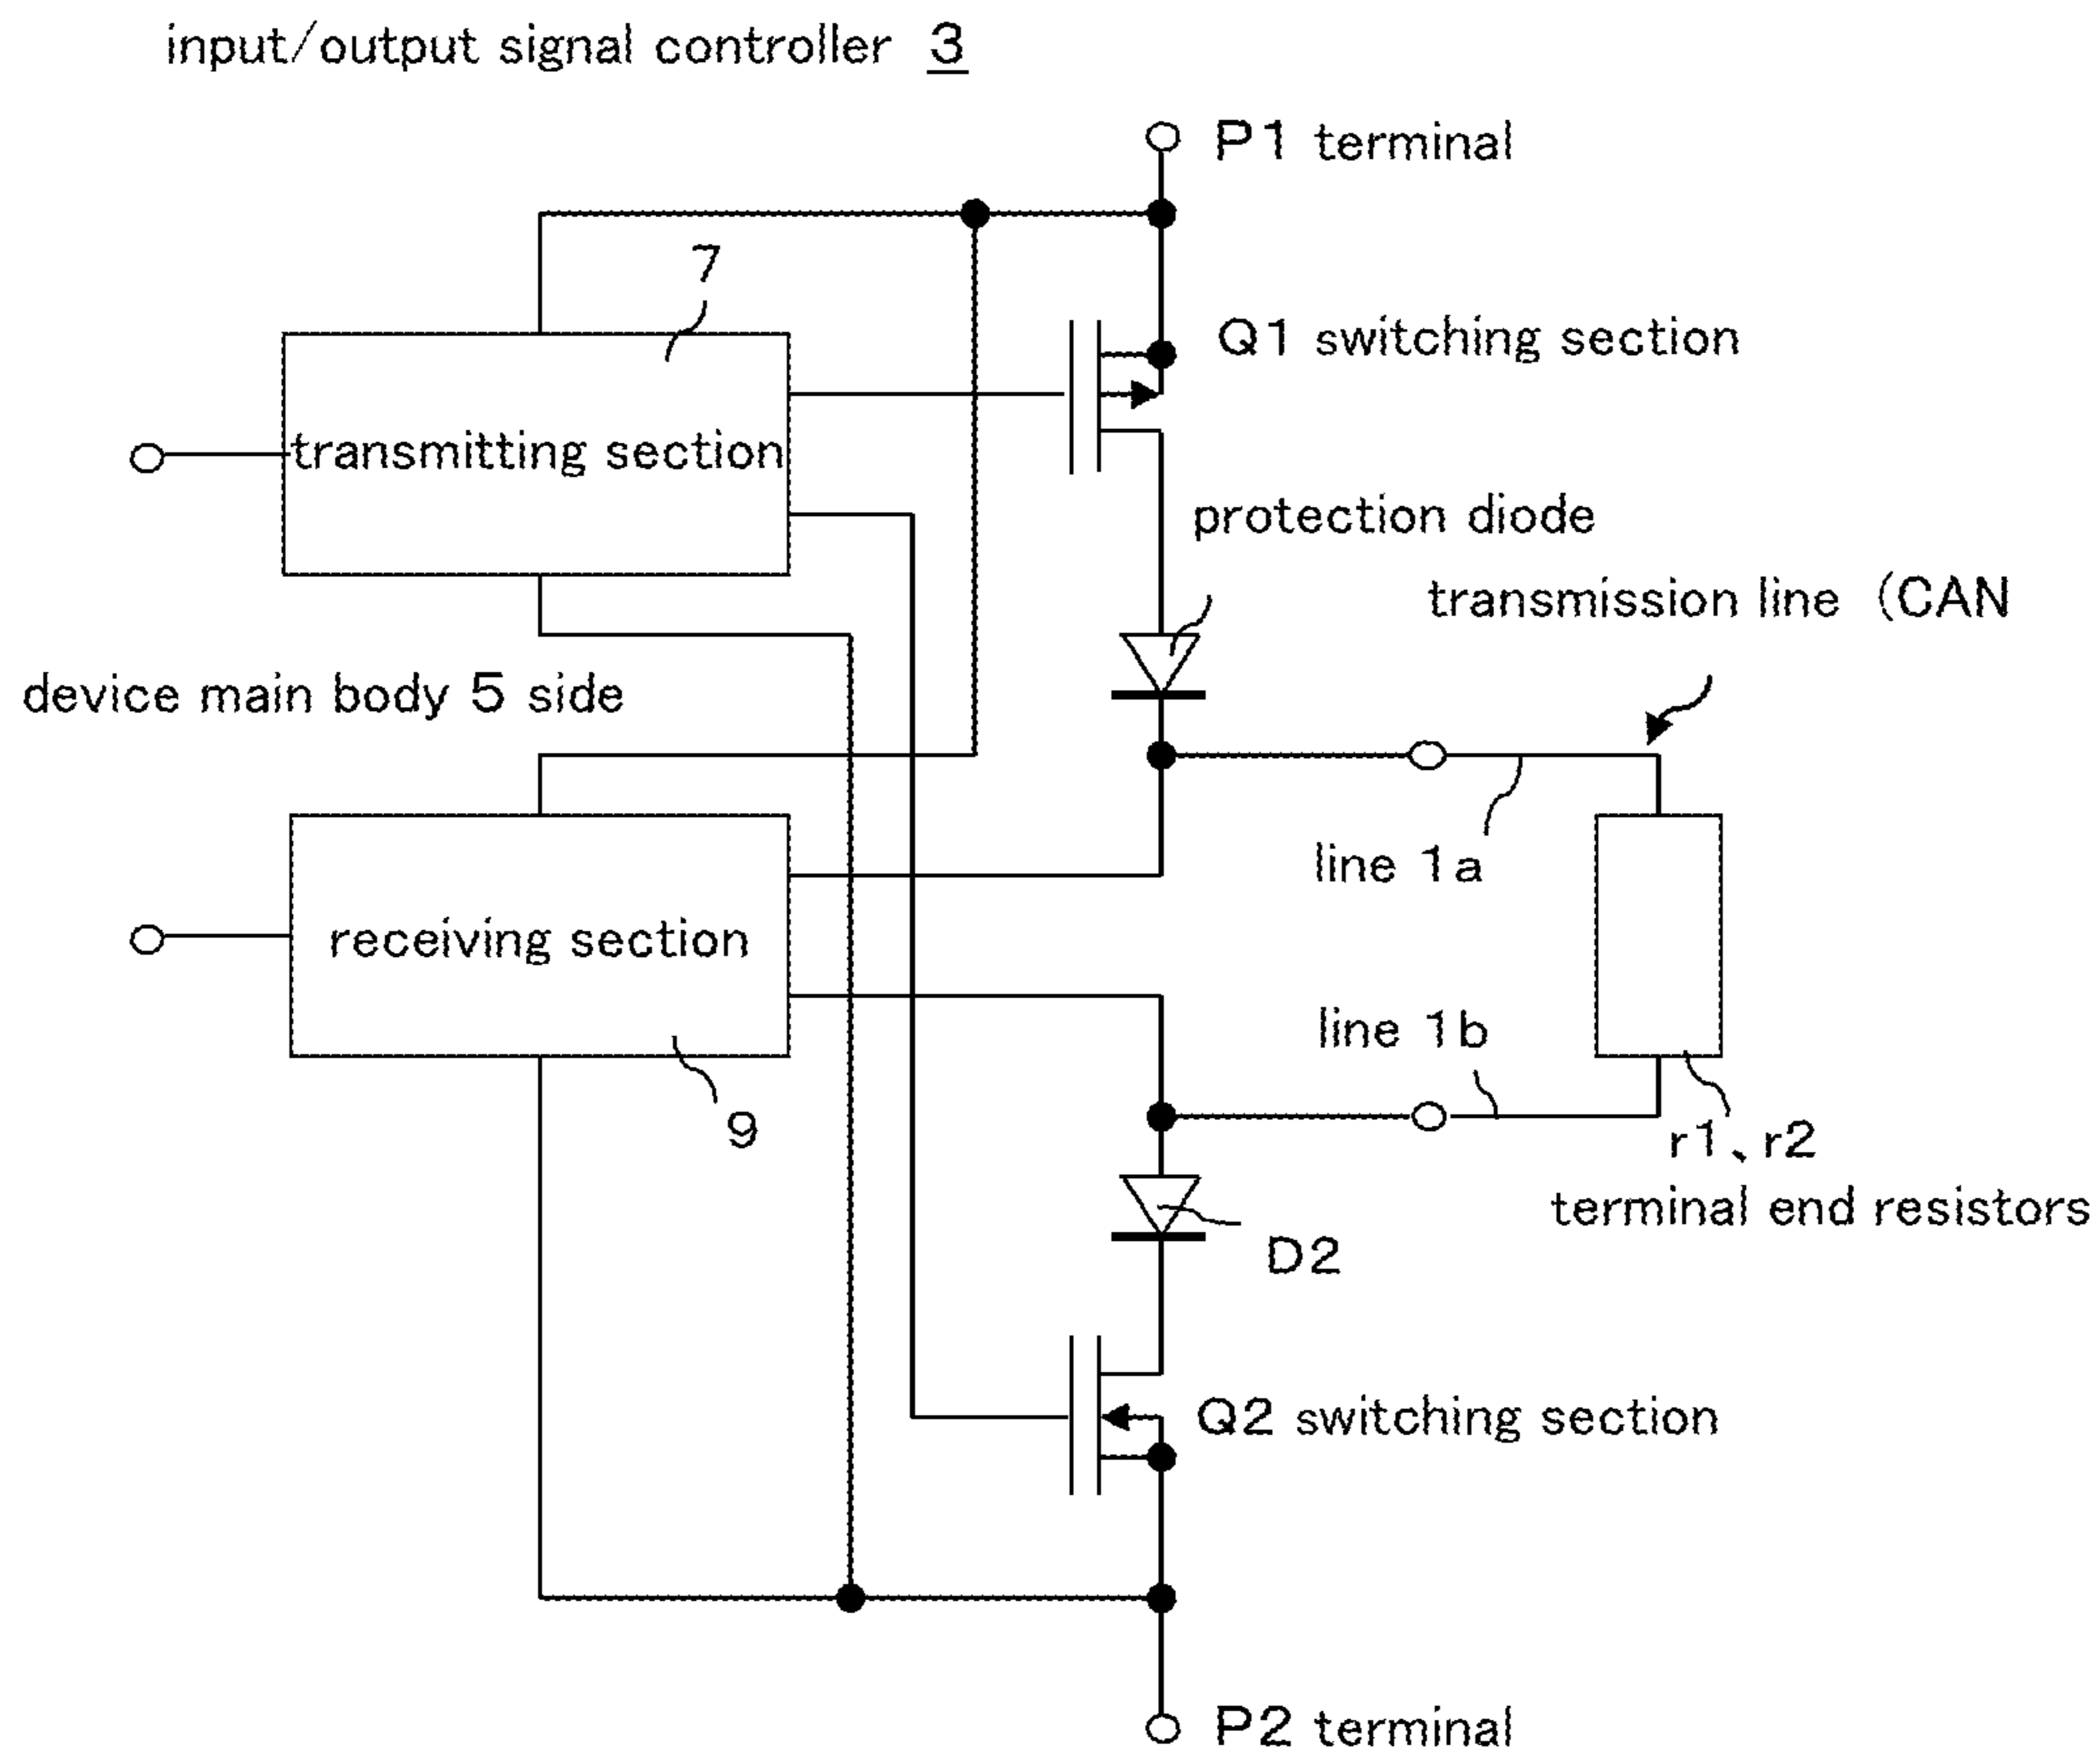 input/output signal controller 3
P1 terminal
7
Q1 switching section
transmitting section
protection diode
transmission line (CAN
device main body 5 side
line 1a
receiving section
line 1b
9
r1、r2
terminal end resistors
D2
Q2 switching section
P2 terminal